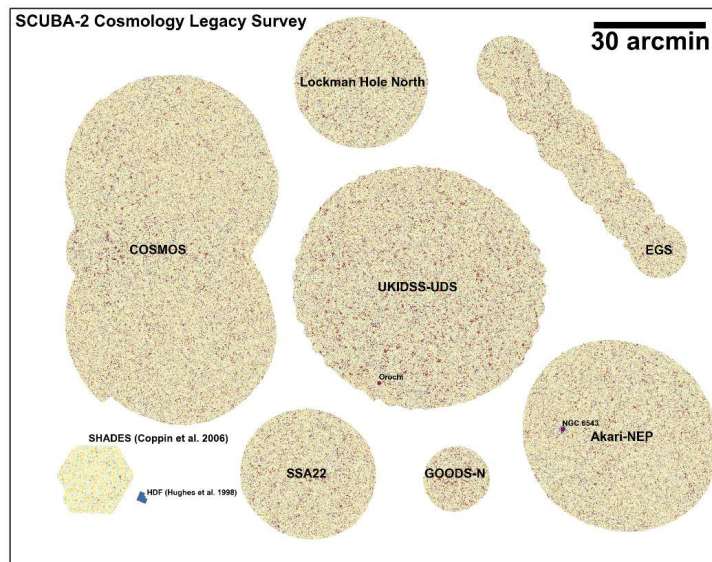 SCUBA-2 Cosmology Legacy Survey
30 arcmin
Lockman Hole North
COSMOS
EGS
UKIDSS-UDS
Orochi
NGC 6543
Akari-NEP
SHADES (Coppin et al. 2006)
SSA22
GOODS-N
HDF (Hughes et al. 1998)